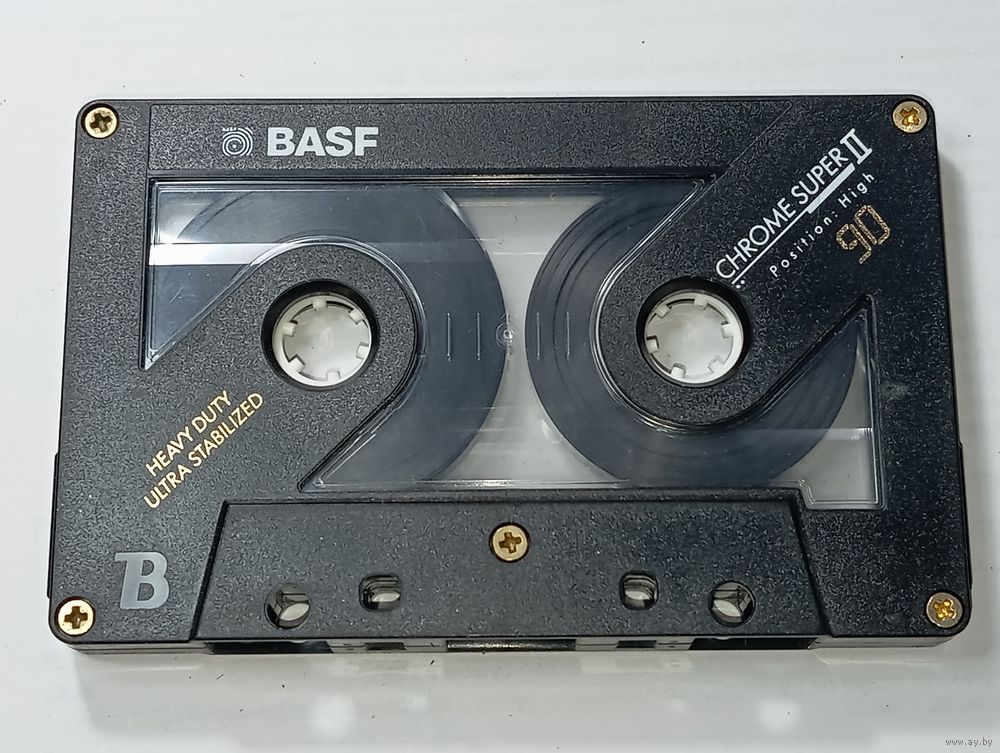 BASF
CHROME SUPER II
Position. High
90
HEAVY DUTY
ULTRA STABILIZED
B
www.ay.by